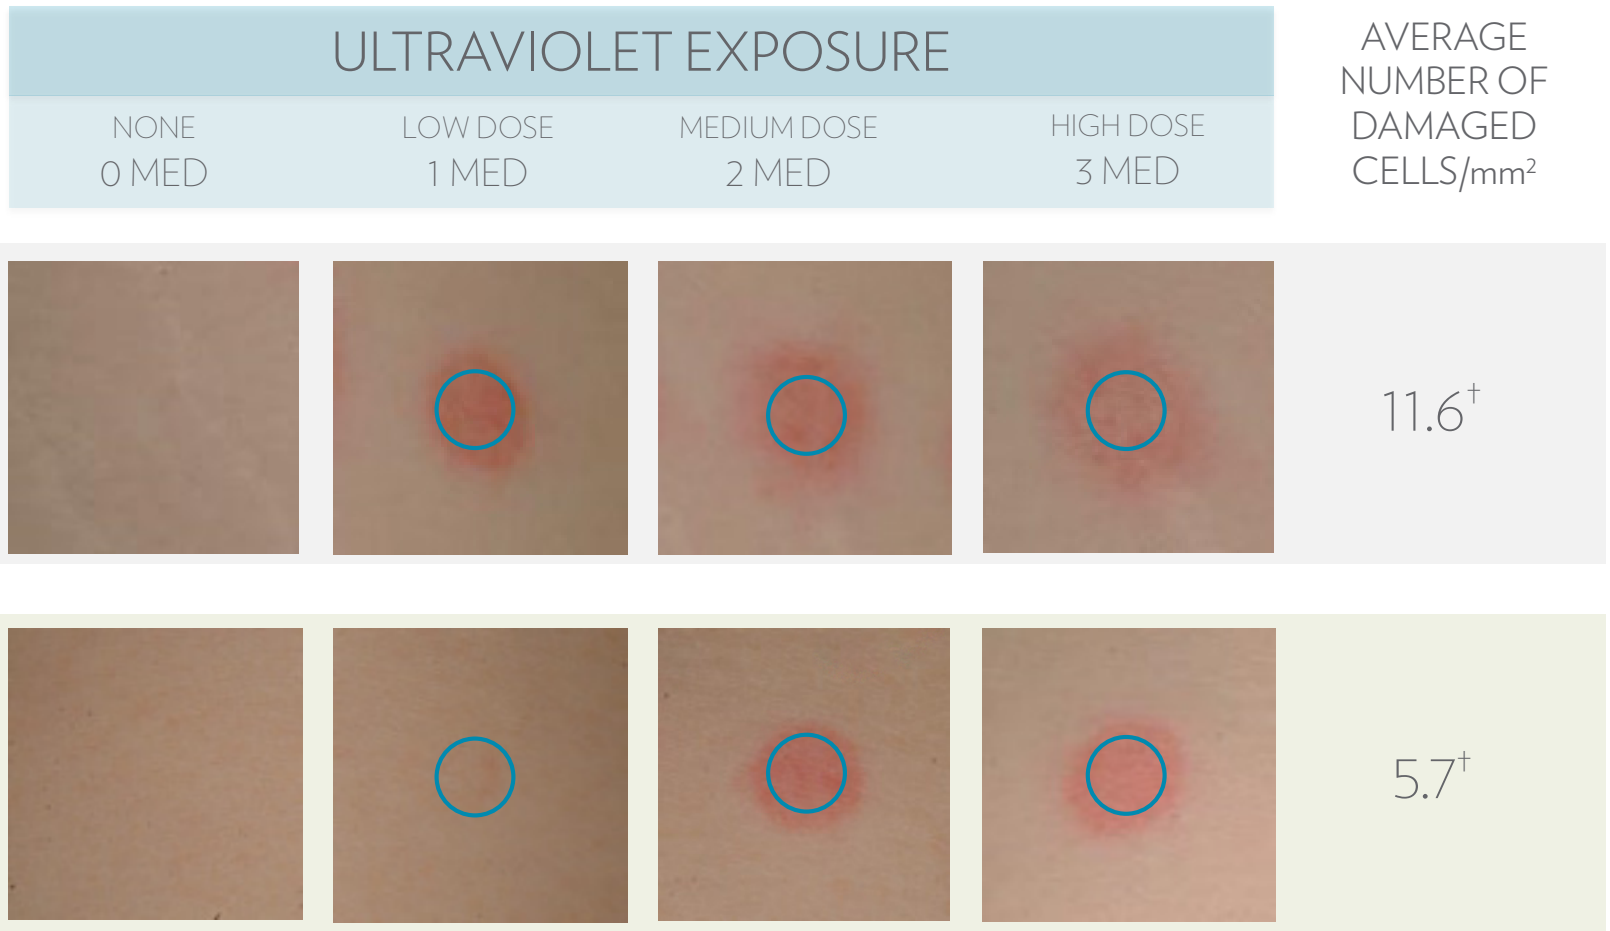 ULTRAVIOLET EXPOSURE
NONE
0 MED
LOW DOSE
1 MED
MEDIUM DOSE
2 MED
HIGH DOSE
3 MED
AVERAGE
NUMBER OF
DAMAGED
CELLS/mm²
11.6†
5.7†